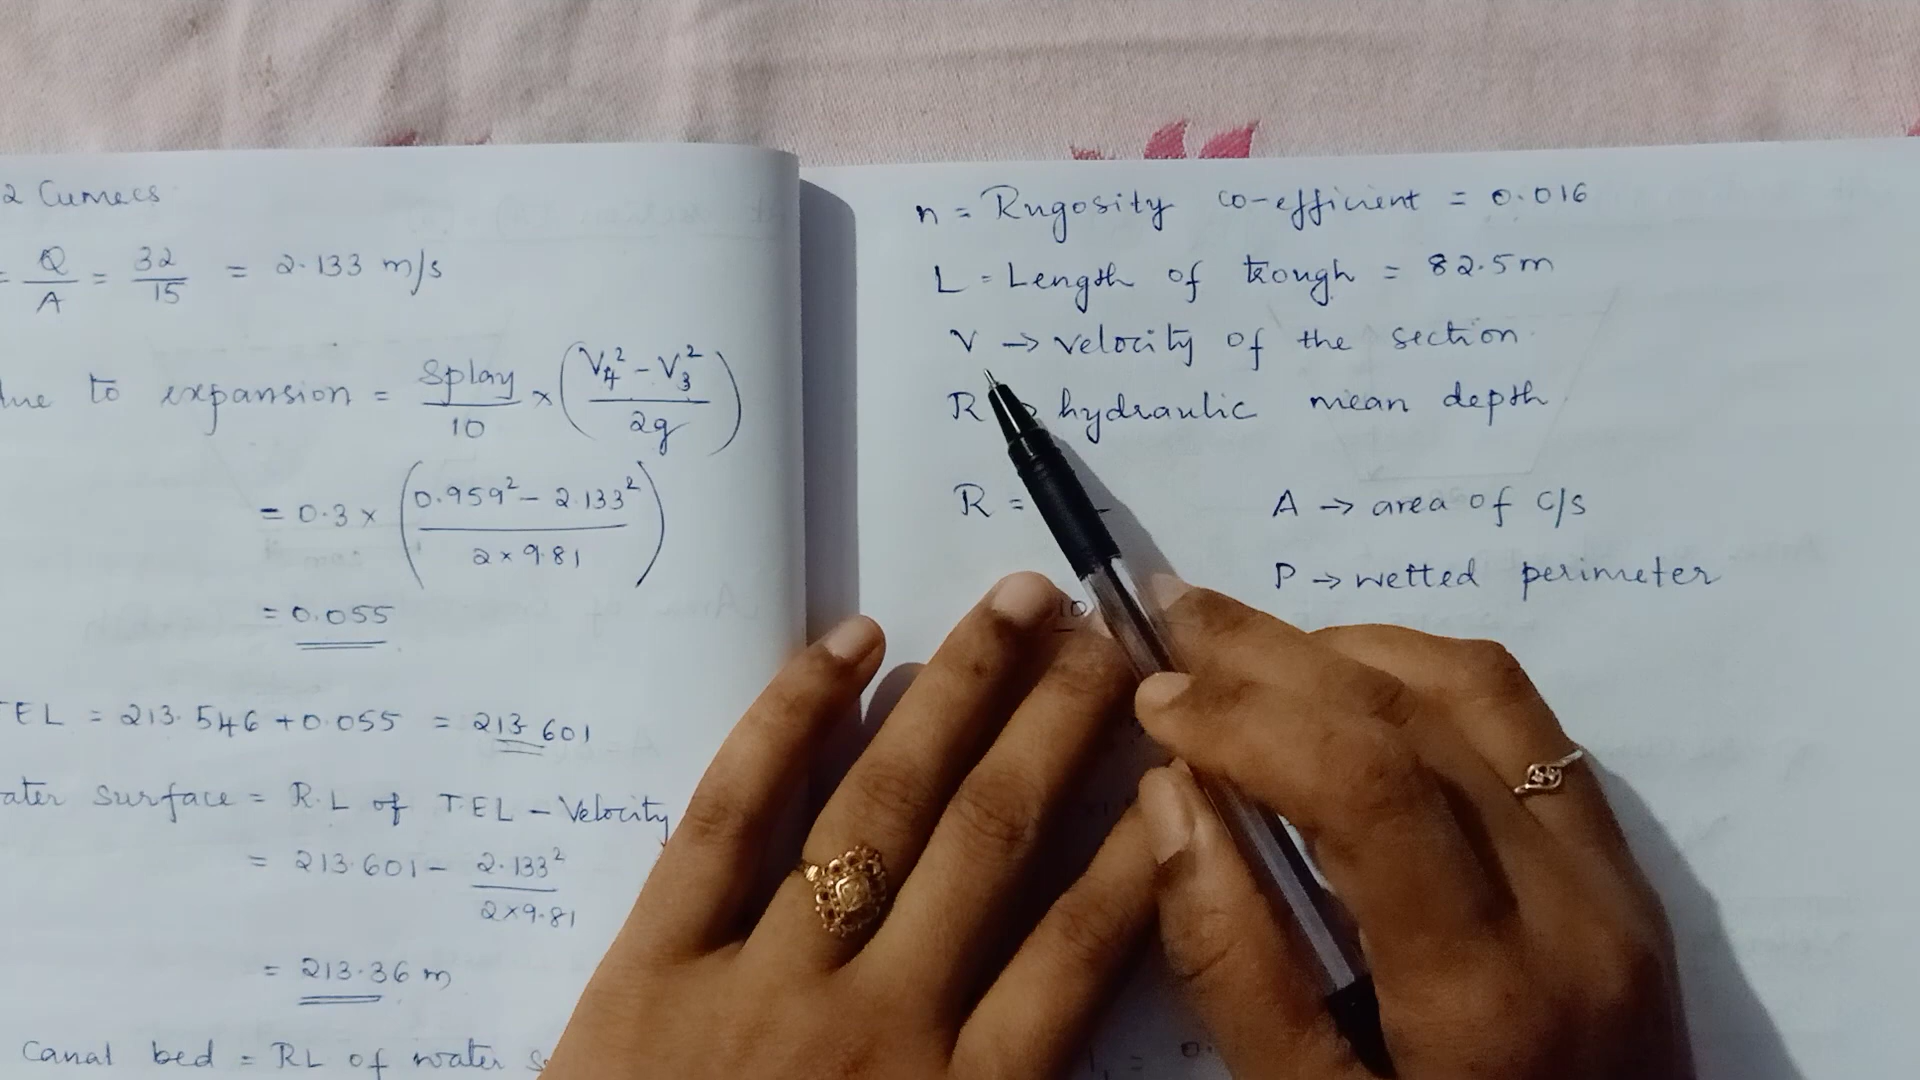 2 Cumecs
= Q/A = 32/15 = 2.133 m/s
due to expansion = Splay/10 × (V₄² - V₃² / 2g)
= 0.3 × (0.959² - 2.133² / 2 × 9.81)
= 0.055
TEL = 213.546 + 0.055 = 213.601
ater surface = R.L of TEL - Velocity
= 213.601 - 2.133² / 2×9.81
= 213.36 m
canal bed = RL of water s
n = Rugosity co-efficient = 0.016
L = Length of trough = 82.5m
V → velocity of the section
R → hydraulic mean depth
R = A → area of c/s
P → wetted perimeter
10